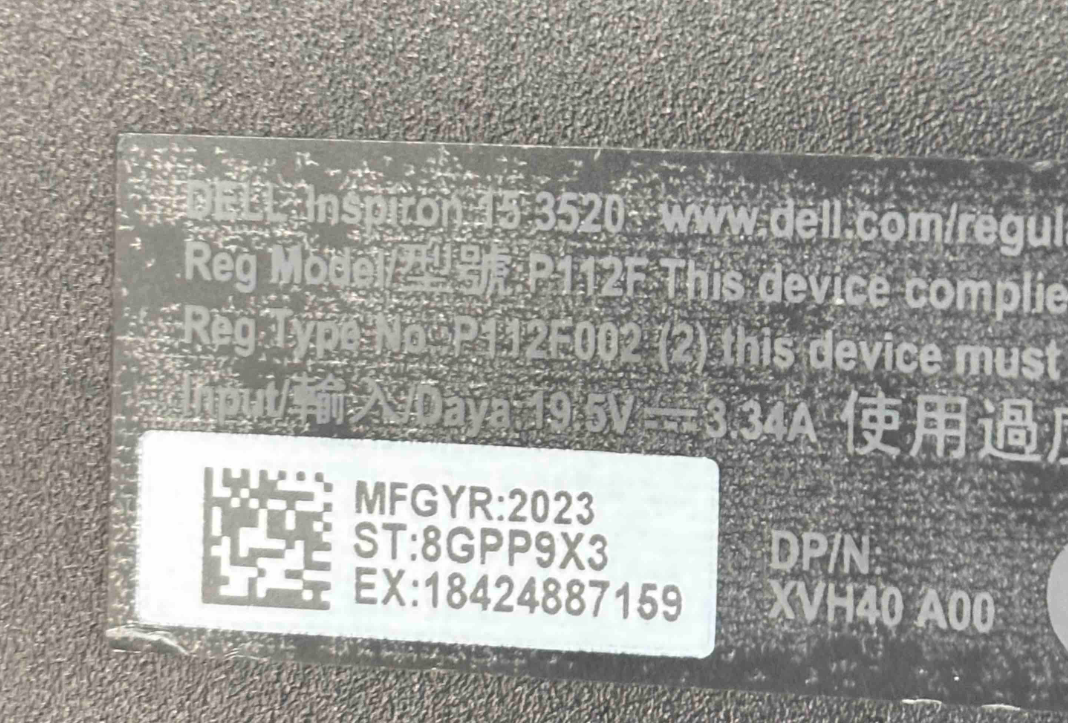 DELL Inspiron 15 3520 www.dell.com/regul
Reg Model/型號 P112F This device complie
Reg Type No.:P112F002 (2) this device must
Input/輸入/Daya 19.5V⎓3.34A 使用過
MFGYR:2023
ST:8GPP9X3
EX:18424887159
DP/N:
XVH40 A00